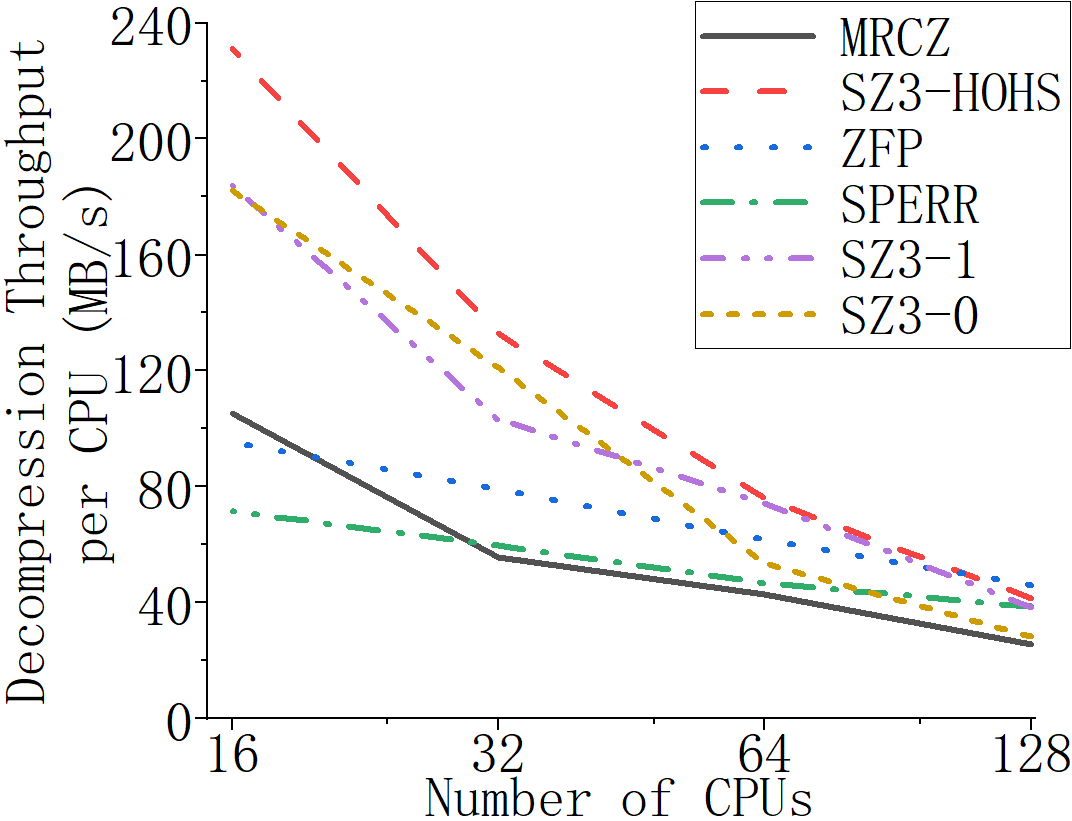 Decompression Throughput
per CPU (MB/s)
240
200
160
120
80
40
0
16
32
64
128
Number of CPUs
MRCZ
SZ3-HOHS
ZFP
SPERR
SZ3-1
SZ3-0